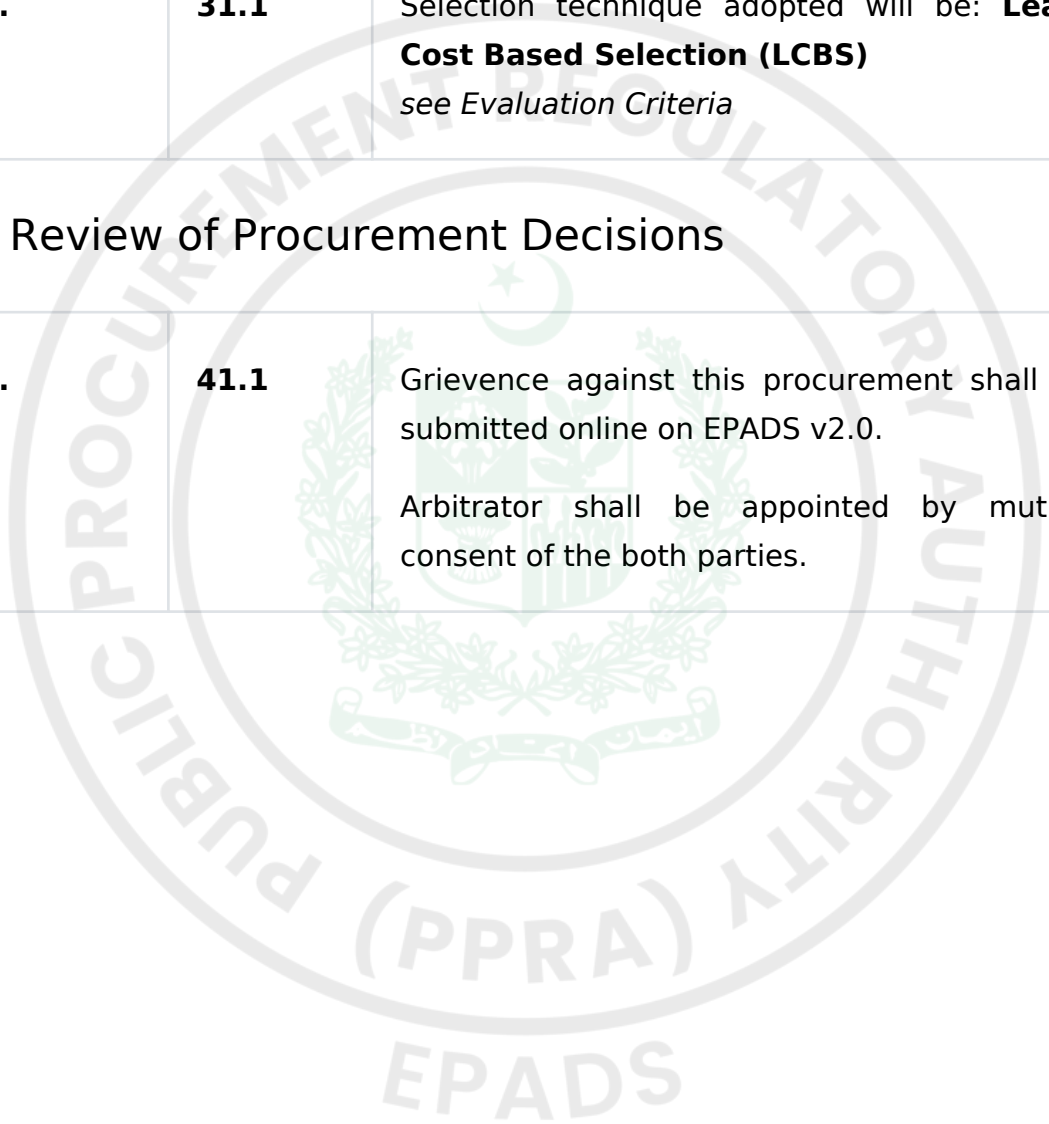 . 31.1 Selection technique adopted will be: Lea
Cost Based Selection (LCBS)
see Evaluation Criteria
Review of Procurement Decisions
. 41.1 Grievence against this procurement shall
submitted online on EPADS v2.0.
Arbitrator shall be appointed by mut
consent of the both parties.
PUBLIC PROCUREMENT REGULATORY AUTHORITY
(PPRA)
EPADS